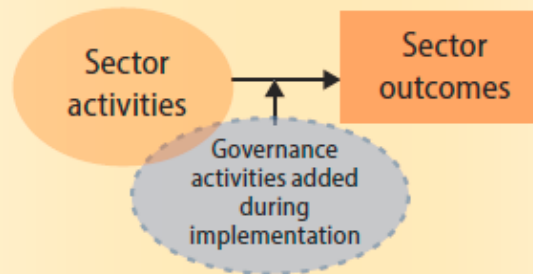 Sector
activities
Sector
outcomes
Governance
activities added
during
implementation